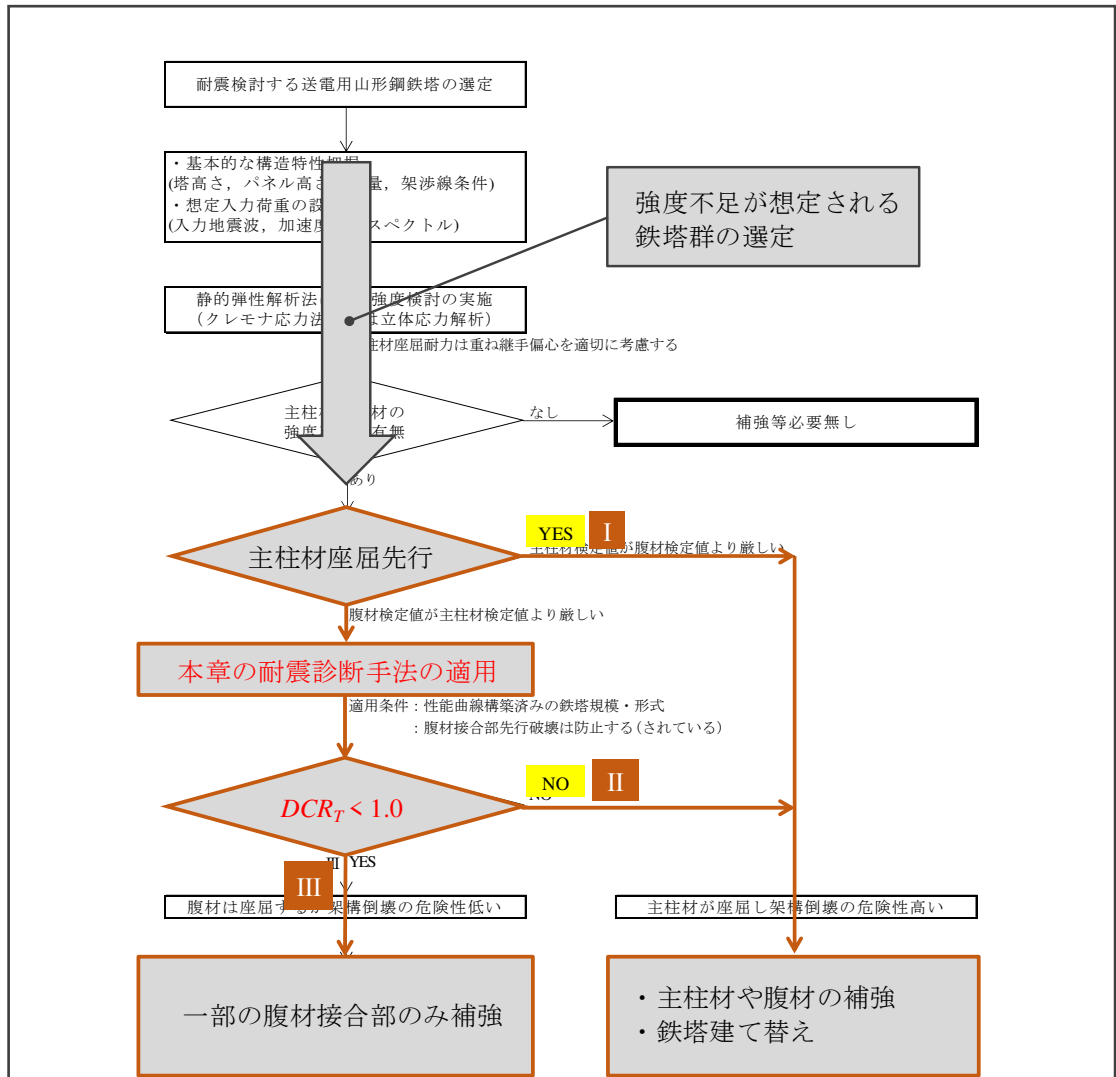 耐震検討する送電用山形鋼鉄塔の選定
・基本的な構造特性
(塔高さ，パネル高さ 量，架渉線条件)
・想定入力荷重の設
(入力地震波，加速度 スペクトル)
強度不足が想定される
鉄塔群の選定
静的弾性解析法 強度検討の実施
(クレモナ応力法 は立体応力解析)
柱材座屈耐力は重ね継手偏心を適切に考慮する
主柱材 材の
強度 有無
なし
補強等必要無し
あり
主柱材座屈先行
YES I
主柱材検定値が腹材検定値より厳しい
腹材検定値が主柱材検定値より厳しい
本章の耐震診断手法の適用
適用条件：性能曲線構築済みの鉄塔規模・形式
：腹材接合部先行破壊は防止する(されている)
NO II
NO
DCR_T < 1.0
III YES
III
腹材は座屈するが架構倒壊の危険性低い
主柱材が座屈し架構倒壊の危険性高い
一部の腹材接合部のみ補強
・主柱材や腹材の補強
・鉄塔建て替え